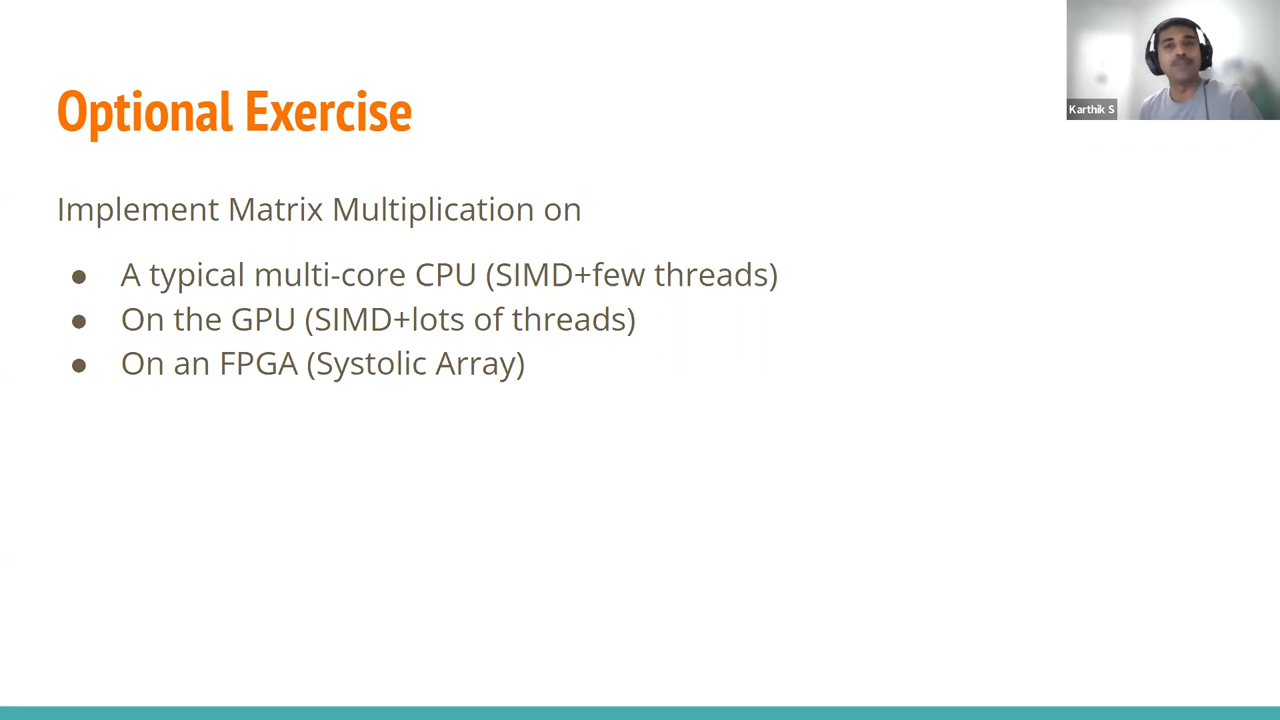 Optional Exercise
Karthik S
Implement Matrix Multiplication on
● A typical multi-core CPU (SIMD+few threads)
● On the GPU (SIMD+lots of threads)
● On an FPGA (Systolic Array)